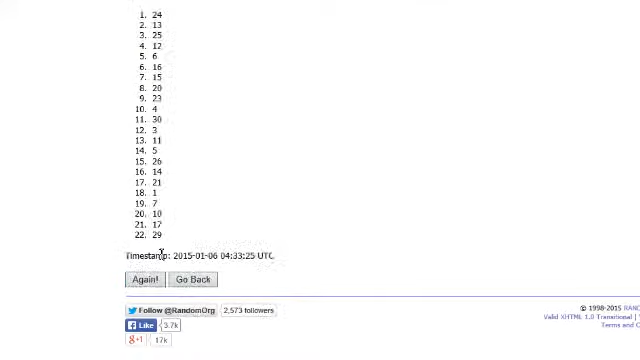 1. 24
2. 13
3. 25
4. 12
5. 6
6. 16
7. 15
8. 20
9. 23
10. 4
11. 30
12. 3
13. 11
14. 5
15. 26
16. 14
17. 21
18. 1
19. 7
20. 10
21. 17
22. 29
Timestamp: 2015-01-06 04:33:25 UTC
Again! Go Back
Follow @RandomOrg 2,573 followers
Like 3.7k
g+1 17k
© 1998-2015 RAND
Valid XHTML 1.0 Transitional |
Terms and C